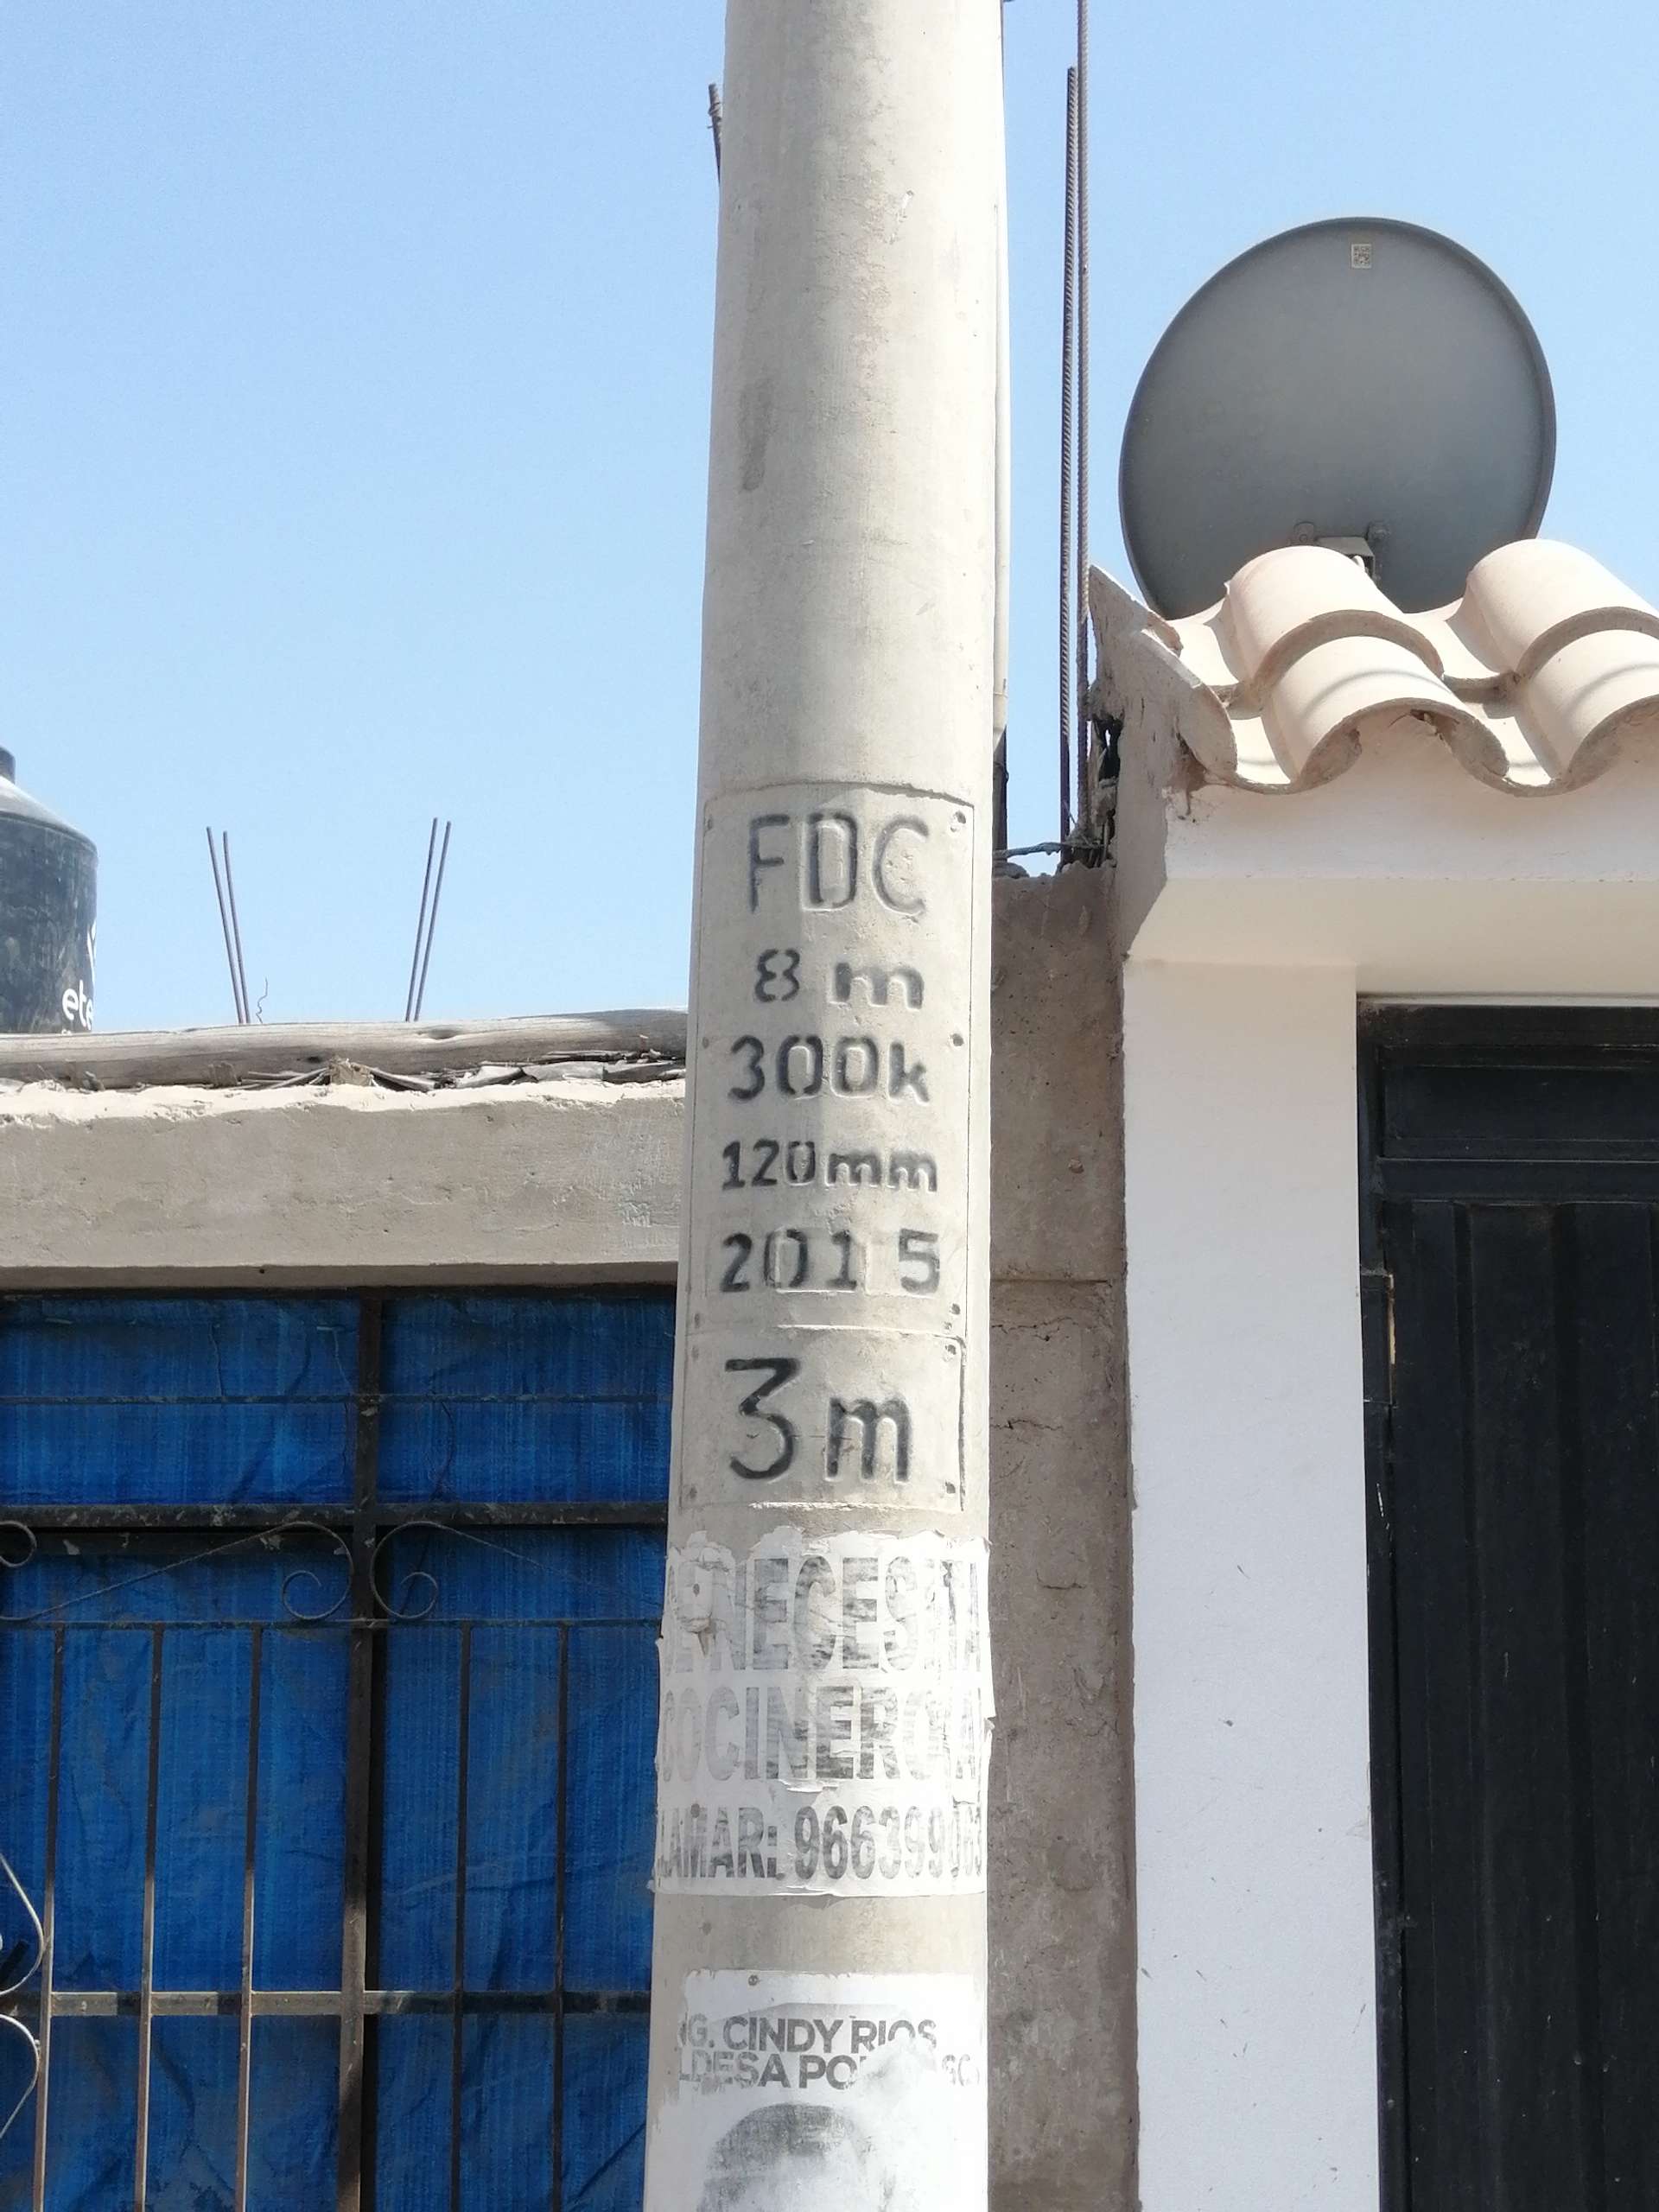 FDC
8 m
300k
120mm
2015
3m
NECESITA
COCINERO
LLAMAR:
CINDY RIOS